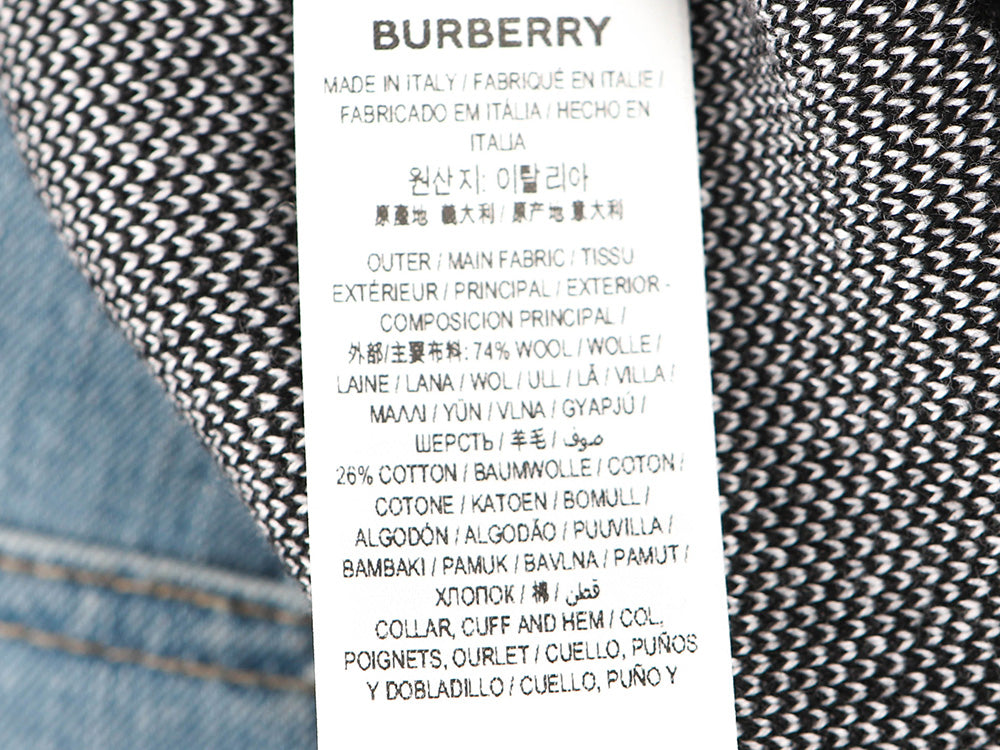 BURBERRY
MADE IN ITALY / FABRIQUÉ EN ITALIE /
FABRICADO EM ITÁLIA / HECHO EN
ITALIA
원산지: 이탈리아
原產地 義大利 / 原产地 意大利
OUTER / MAIN FABRIC / TISSU
EXTÉRIEUR / PRINCIPAL / EXTERIOR -
COMPOSICION PRINCIPAL /
外部/主要布料: 74% WOOL / WOLLE /
LAINE / LANA / WOL / ULL / LÃ / VILLA /
ΜΑΛΛΙ / YÜN / VLNA / GYAPJÚ /
ШЕРСТЬ / 羊毛 / صوف
26% COTTON / BAUMWOLLE / COTON /
COTONE / KATOEN / BOMULL /
ALGODÓN / ALGODÃO / PUUVILLA /
BAMBAKI / PAMUK / BAVLNA / PAMUT /
ХЛОПОК / 棉 / قطن
COLLAR, CUFF AND HEM / COL,
POIGNETS, OURLET / CUELLO, PUÑOS
Y DOBLADILLO / CUELLO, PUÑO Y